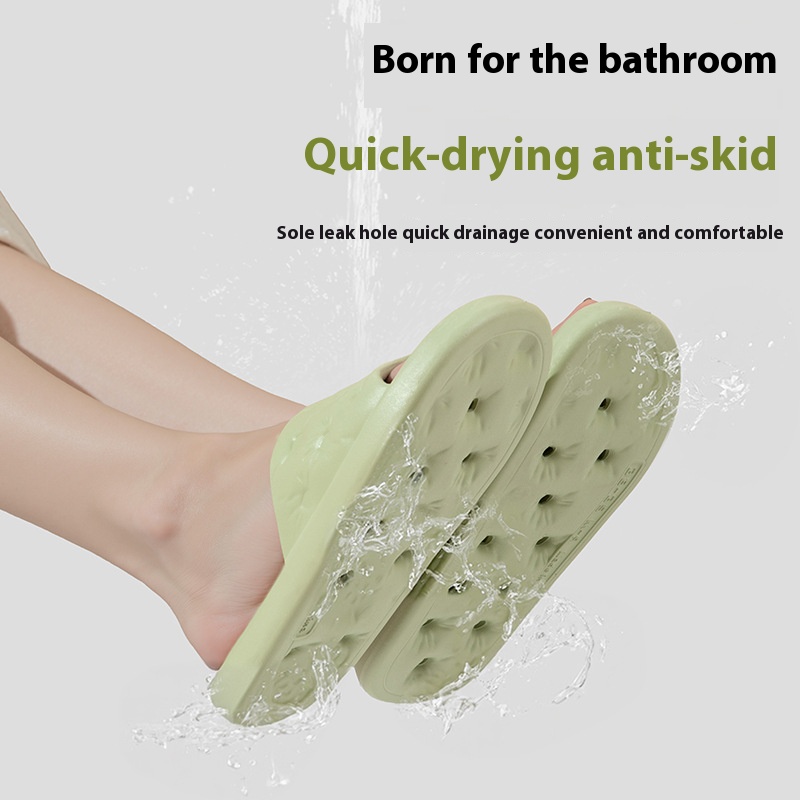 Born for the bathroom
Quick-drying anti-skid
Sole leak hole quick drainage convenient and comfortable